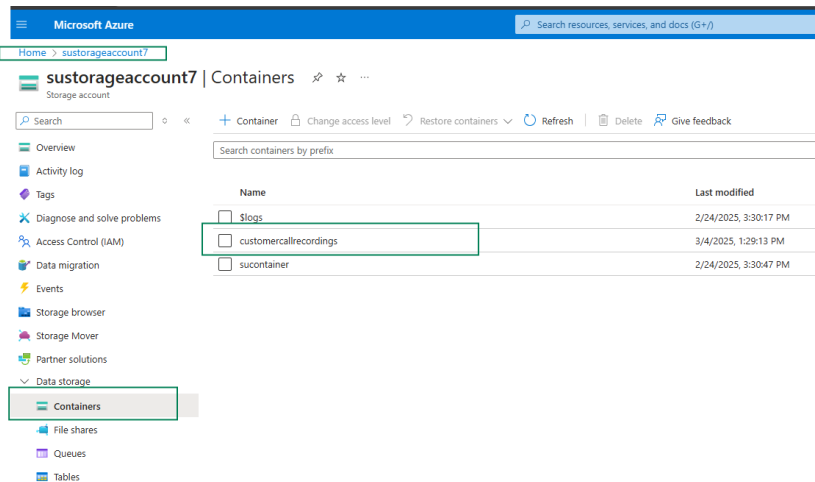 Microsoft Azure
Search resources, services, and docs (G+/)
Home > sustorageaccount7
sustorageaccount7 | Containers
Storage account
Search
Container Change access level Restore containers Refresh Delete Give feedback
Search containers by prefix
Overview
Activity log
Tags
Diagnose and solve problems
Access Control (IAM)
Data migration
Events
Storage browser
Storage Mover
Partner solutions
Data storage
Containers
File shares
Queues
Tables
Name Last modified
$logs 2/24/2025, 3:30:17 PM
customercallrecordings 3/4/2025, 1:29:13 PM
sucontainer 2/24/2025, 3:30:47 PM